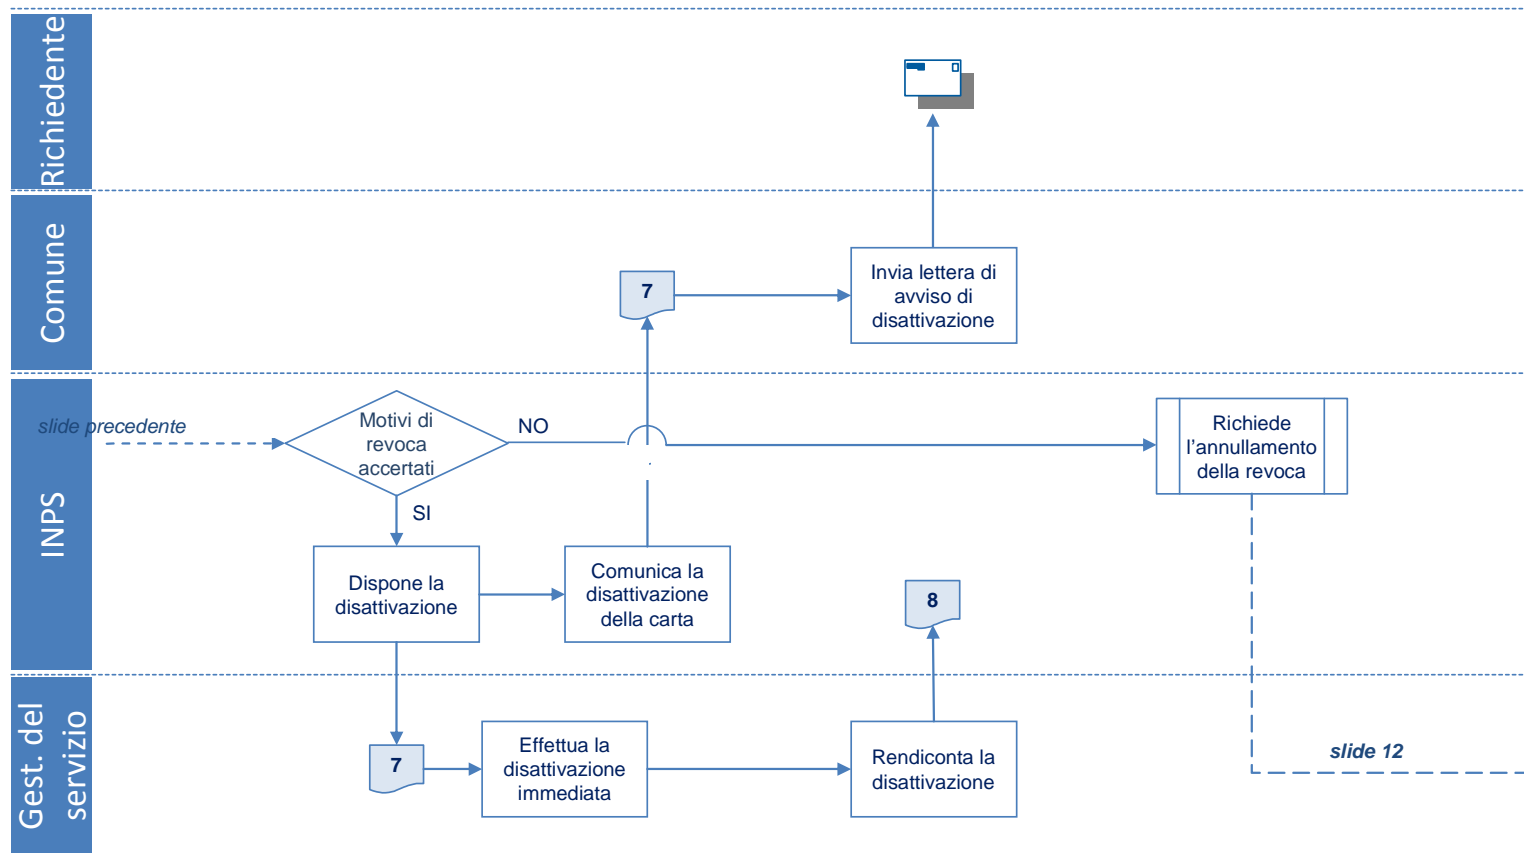 Richiedente
Comune
7
Invia lettera di
avviso di
disattivazione
INPS
slide precedente
Motivi di
revoca
accertati
NO
SI
Richiede
l'annullamento
della revoca
Dispone la
disattivazione
Comunica la
disattivazione
della carta
8
Gest. del
servizio
7
Effettua la
disattivazione
immediata
Rendiconta la
disattivazione
slide 12